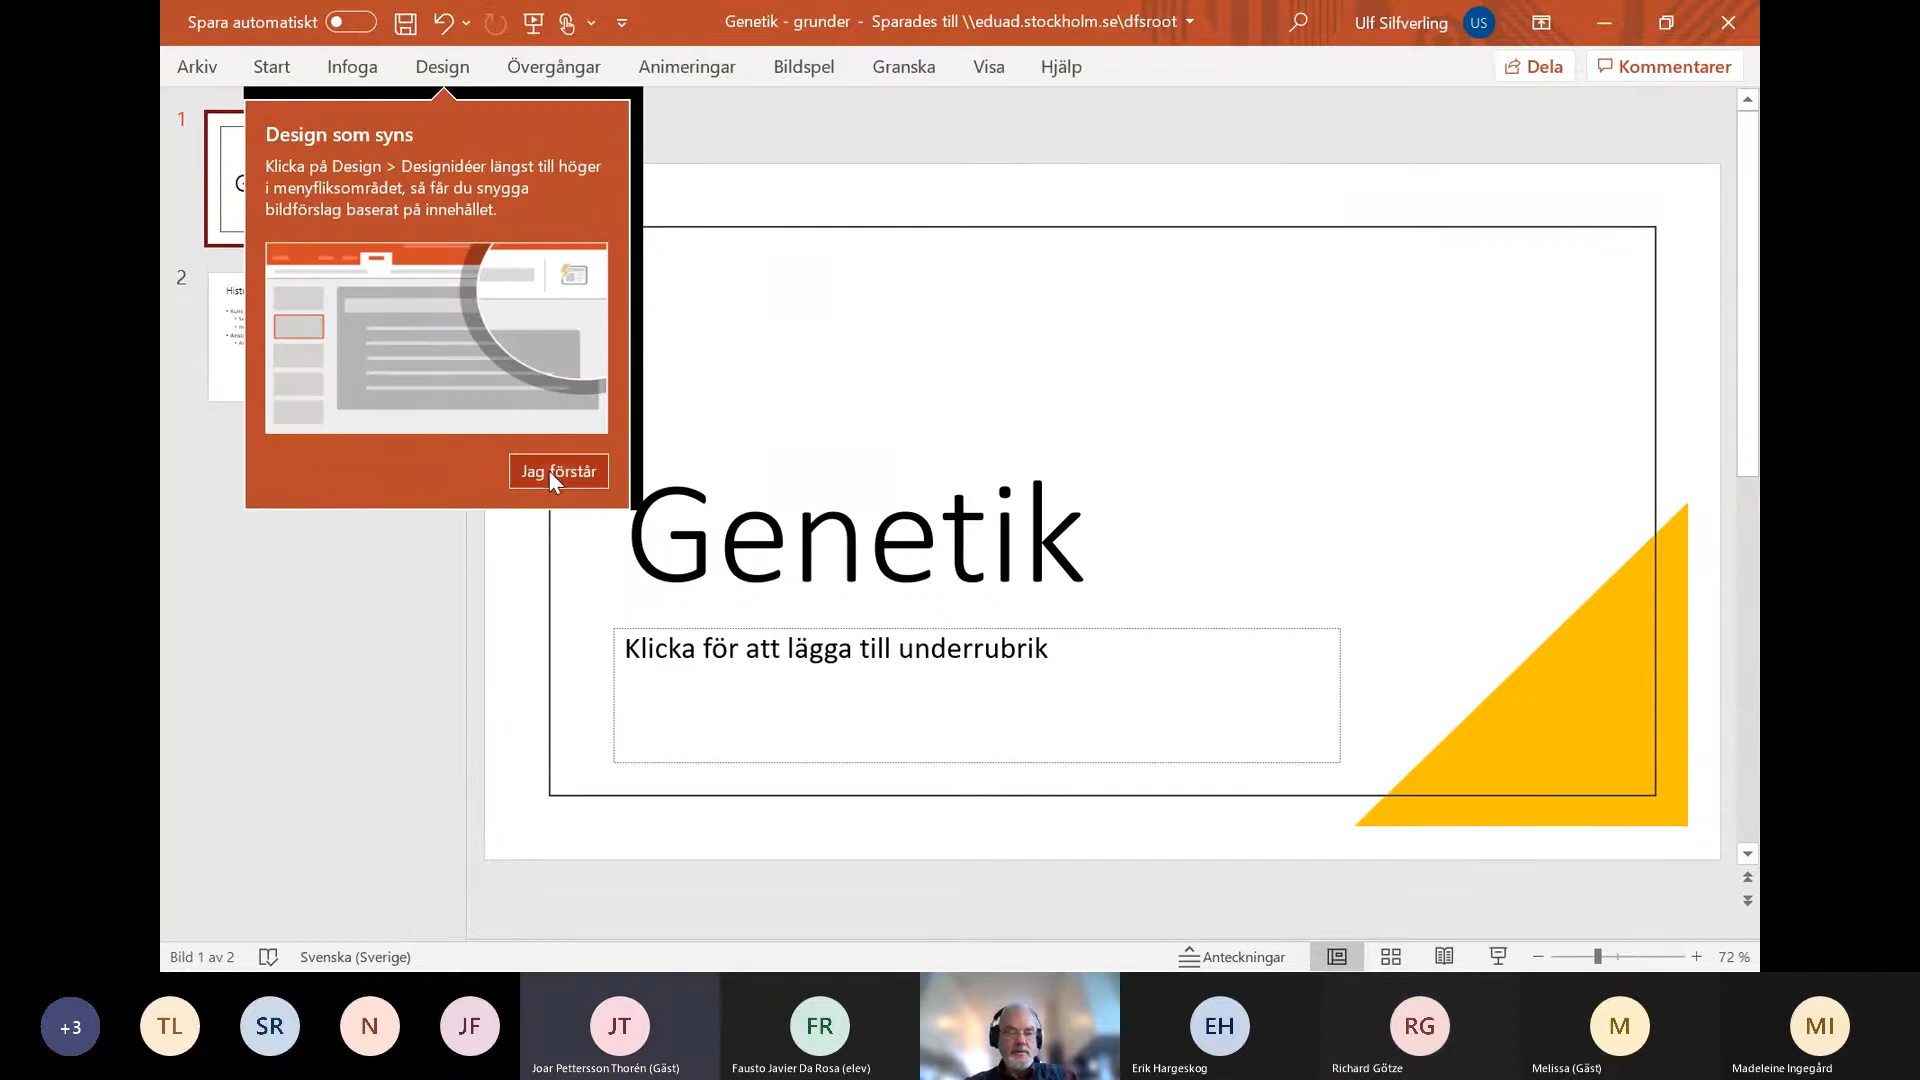 Spara automatiskt
Genetik - grunder - Sparades till \\eduad.stockholm.se\dfsroot
Ulf Silfverling US
Arkiv Start Infoga Design Övergångar Animeringar Bildspel Granska Visa Hjälp Dela Kommentarer
1
Design som syns
Klicka på Design > Designidéer längst till höger
i menyfliksområdet, så får du snygga
bildförslag baserat på innehållet.
Jag förstår
2
Genetik
Klicka för att lägga till underrubrik
Bild 1 av 2 Svenska (Sverige) Anteckningar 72 %
+3 TL SR N JF JT FR EH RG M MI
Joar Pettersson Thorén (Gäst) Fausto Javier Da Rosa (elev) Erik Hargeskog Richard Götze Melissa (Gäst) Madeleine Ingegård